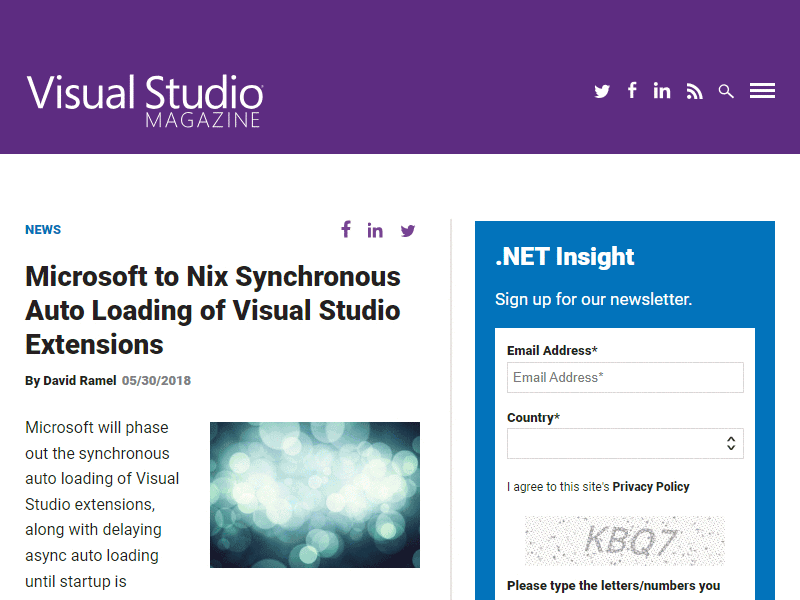 Visual Studio
MAGAZINE
NEWS
Microsoft to Nix Synchronous
Auto Loading of Visual Studio
Extensions
By David Ramel 05/30/2018
Microsoft will phase
out the synchronous
auto loading of Visual
Studio extensions,
along with delaying
async auto loading
until startup is
.NET Insight
Sign up for our newsletter.
Email Address*
Email Address*
Country*
I agree to this site's Privacy Policy
KBQ7
Please type the letters/numbers you